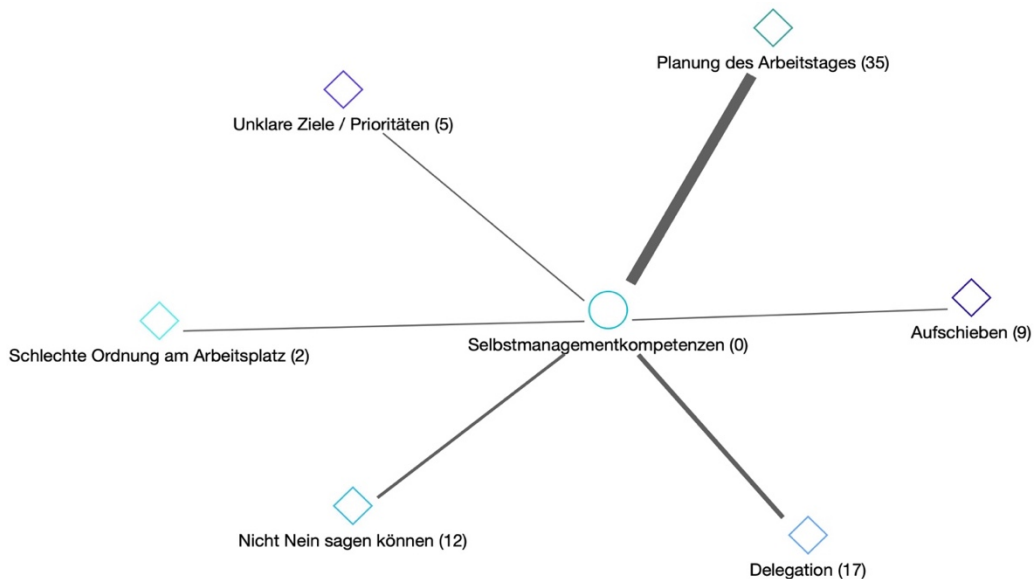 Planung des Arbeitstages (35)
Unklare Ziele / Prioritäten (5)
Aufschieben (9)
Selbstmanagementkompetenzen (0)
Schlechte Ordnung am Arbeitsplatz (2)
Nicht Nein sagen können (12)
Delegation (17)